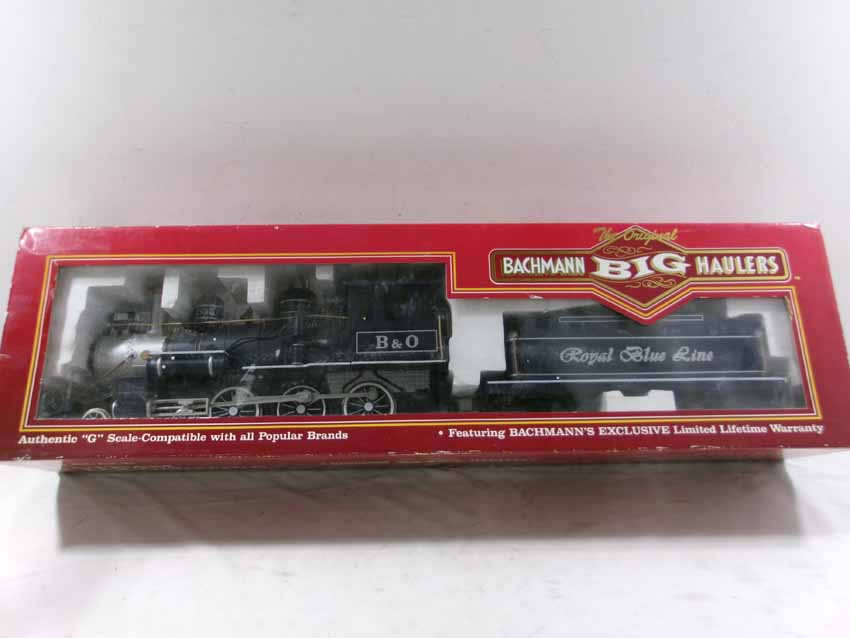 The Original
BACHMANN BIG HAULERS
B & O
Royal Blue Line
Authentic "G" Scale-Compatible with all Popular Brands
• Featuring BACHMANN'S EXCLUSIVE Limited Lifetime Warranty